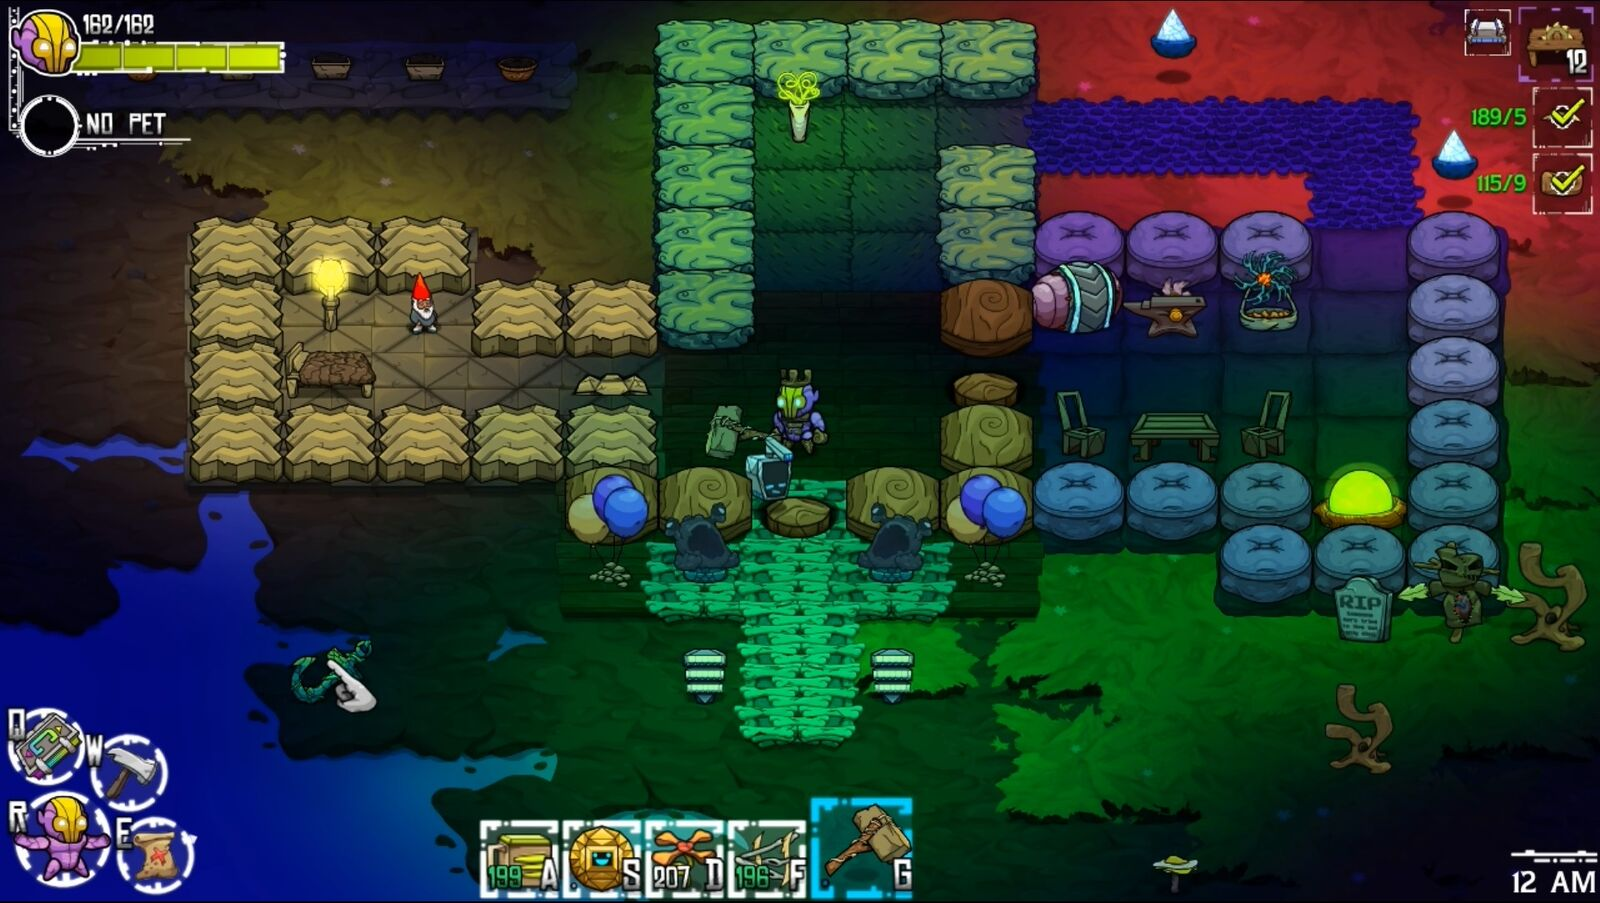 162/162
NO PET
12
189/5
115/9
RIP
Q
W
R
E
199 A
S
207 D
196 F
G
12 AM